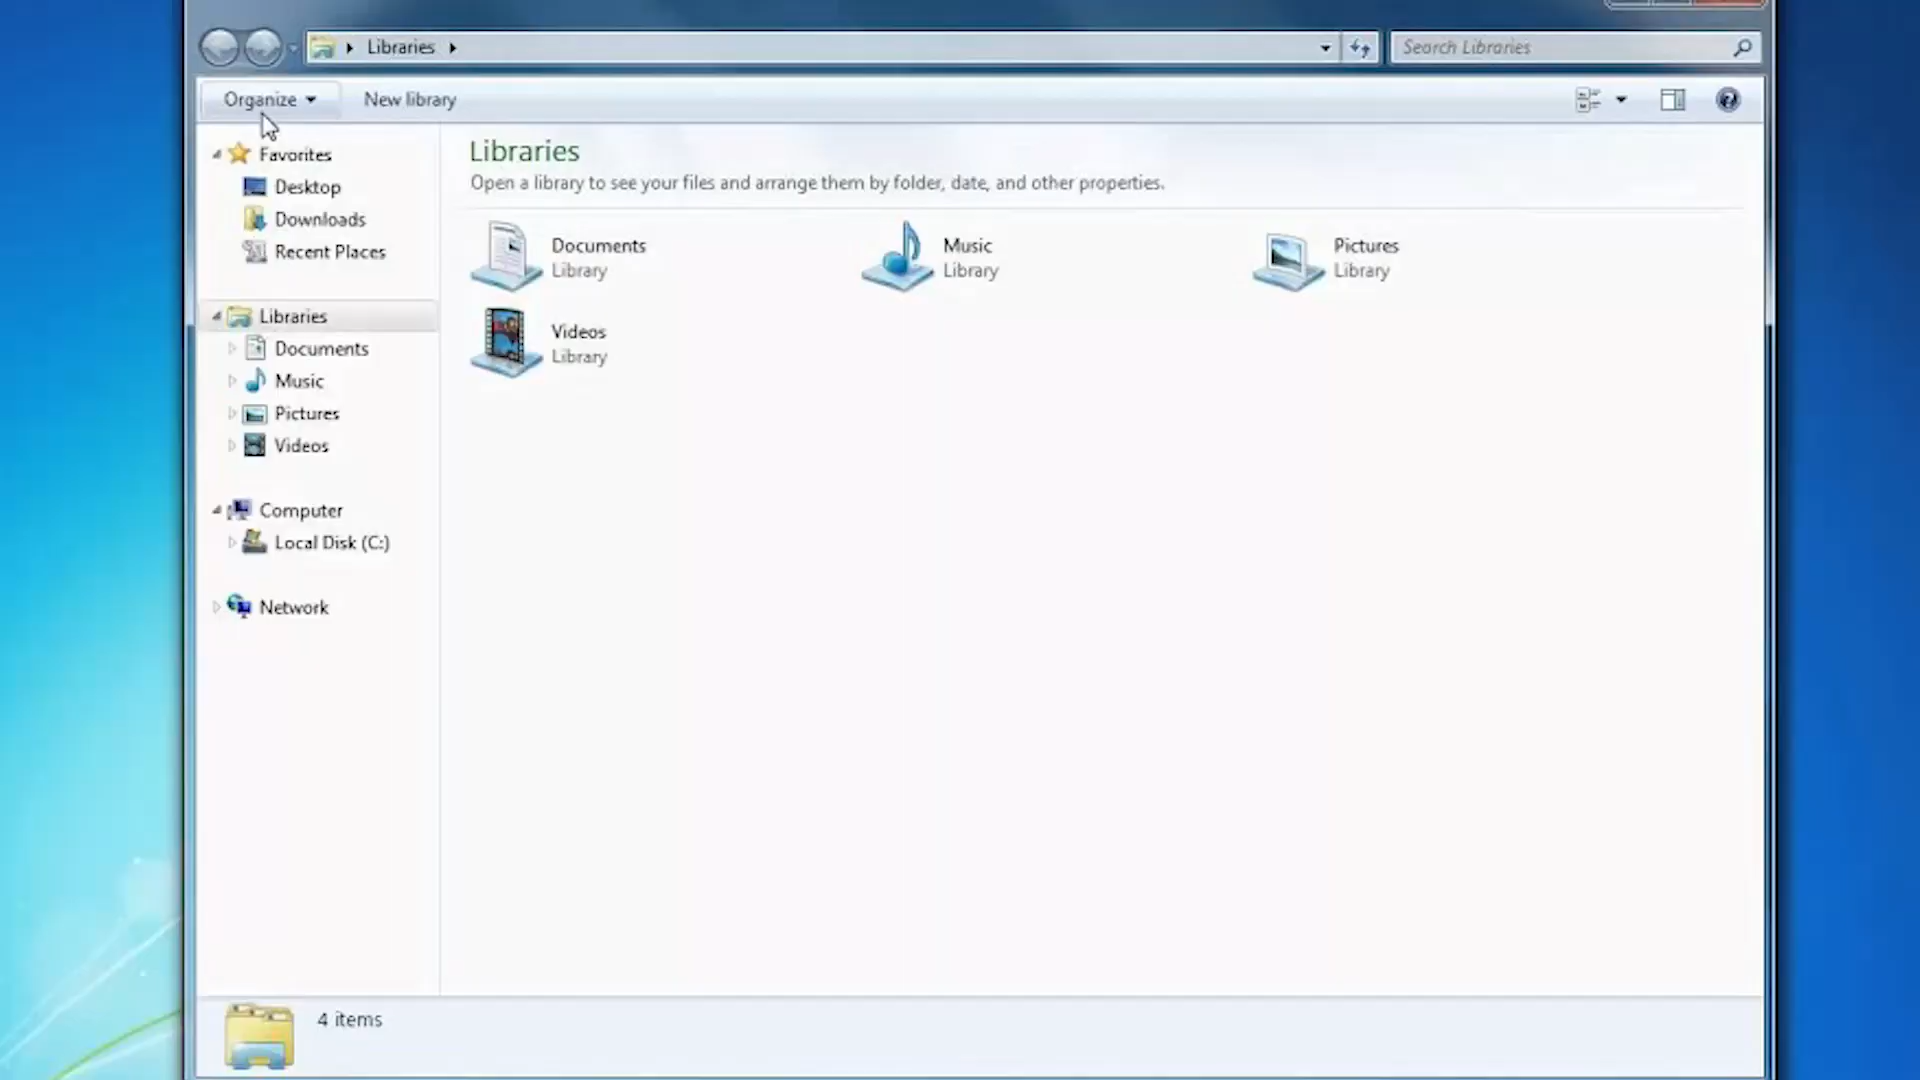 Libraries
Search Libraries
Organize
New library
Favorites
Desktop
Downloads
Recent Places
Libraries
Documents
Music
Pictures
Videos
Computer
Local Disk (C:)
Network
Libraries
Open a library to see your files and arrange them by folder, date, and other properties.
Documents
Library
Music
Library
Pictures
Library
Videos
Library
4 items